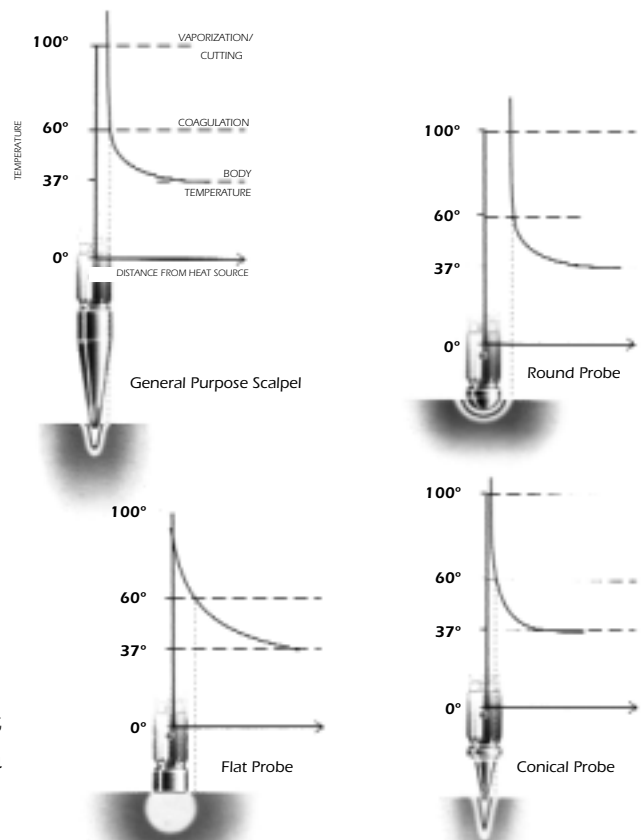 100°
VAPORIZATION/
CUTTING
60°
COAGULATION
TEMPERATURE
37°
BODY
TEMPERATURE
0°
DISTANCE FROM HEAT SOURCE
General Purpose Scalpel
100°
60°
37°
0°
Round Probe
100°
60°
37°
0°
Flat Probe
100°
60°
37°
0°
Conical Probe